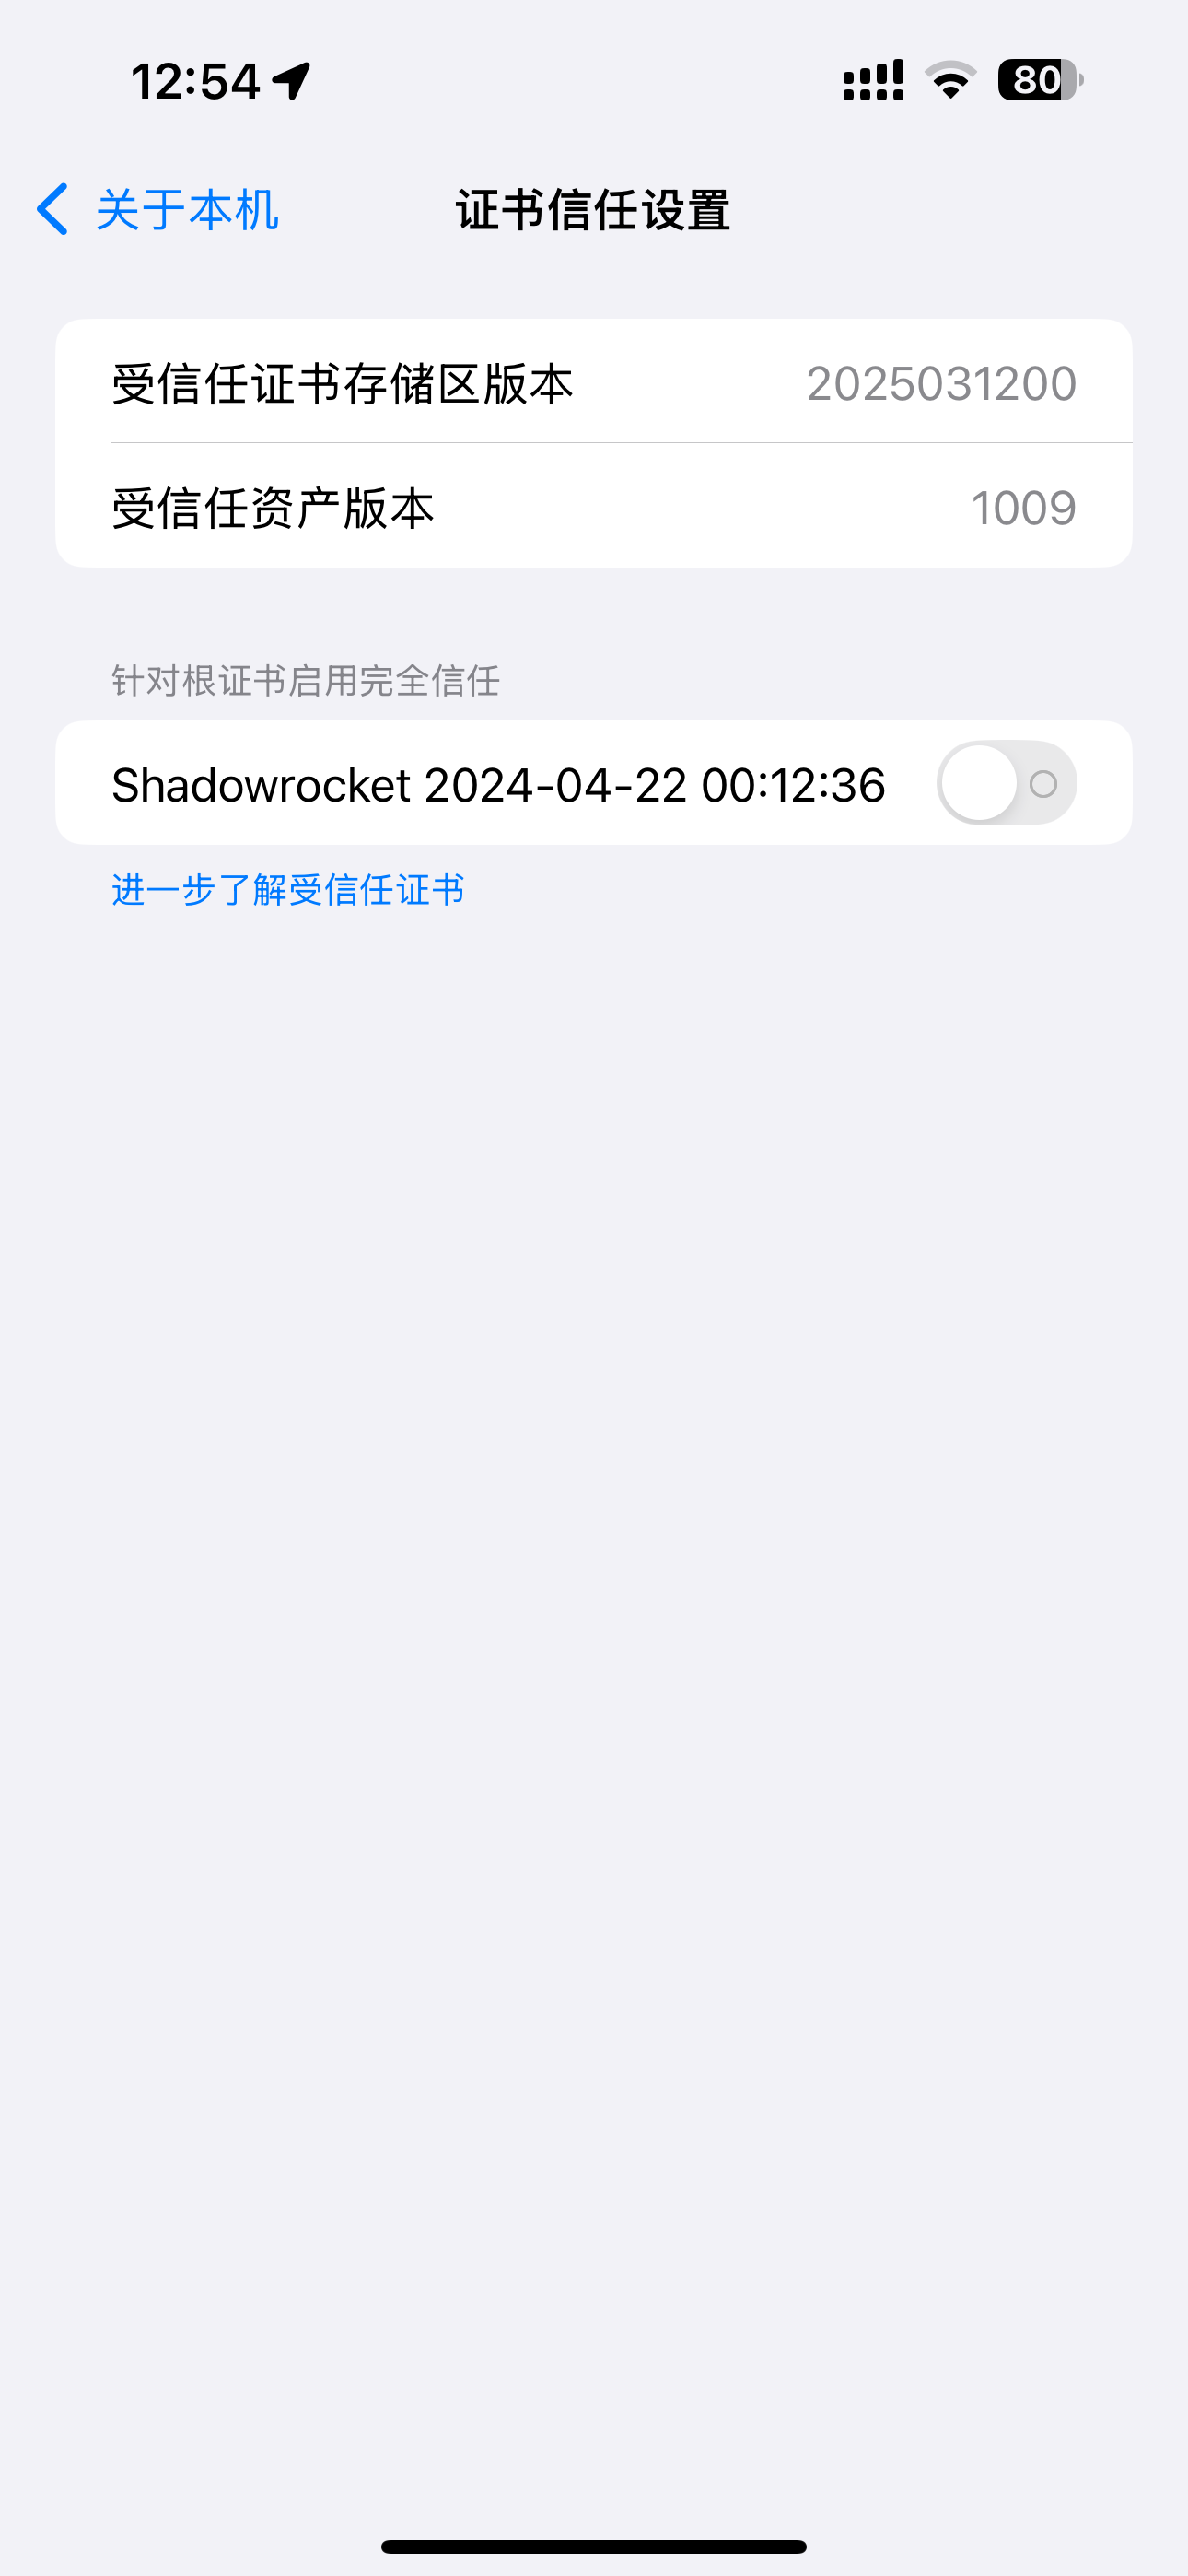 12:54
80
关于本机
证书信任设置
受信任证书存储区版本 2025031200
受信任资产版本 1009
针对根证书启用完全信任
Shadowrocket 2024-04-22 00:12:36
进一步了解受信任证书